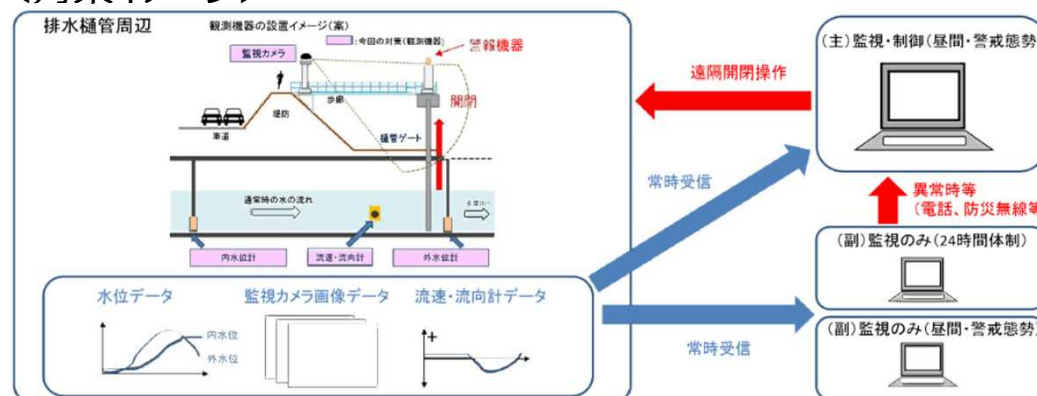 排水樋管周辺
観測機器の設置イメージ(案)
:今回の対策(観測機器)
監視カメラ
警報機器
歩廊
開閉
堤防
車道
樋管ゲート
通常時の水の流れ
内水位計
流速・流向計
外水位計
水位データ
監視カメラ画像データ
流速・流向計データ
内水位
外水位
+
遠隔開閉操作
常時受信
常時受信
(主)監視・制御(昼間・警戒態勢
異常時等
(電話、防災無線等
(副)監視のみ(24時間体制)
(副)監視のみ(昼間・警戒態勢)